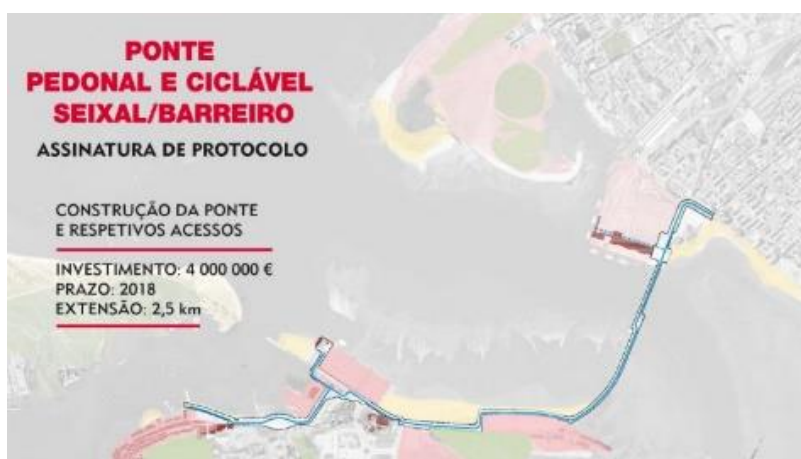 PONTE
PEDONAL E CICLÁVEL
SEIXAL/BARREIRO
ASSINATURA DE PROTOCOLO
CONSTRUÇÃO DA PONTE
E RESPETIVOS ACESSOS
INVESTIMENTO: 4 000 000 €
PRAZO: 2018
EXTENSÃO: 2,5 km